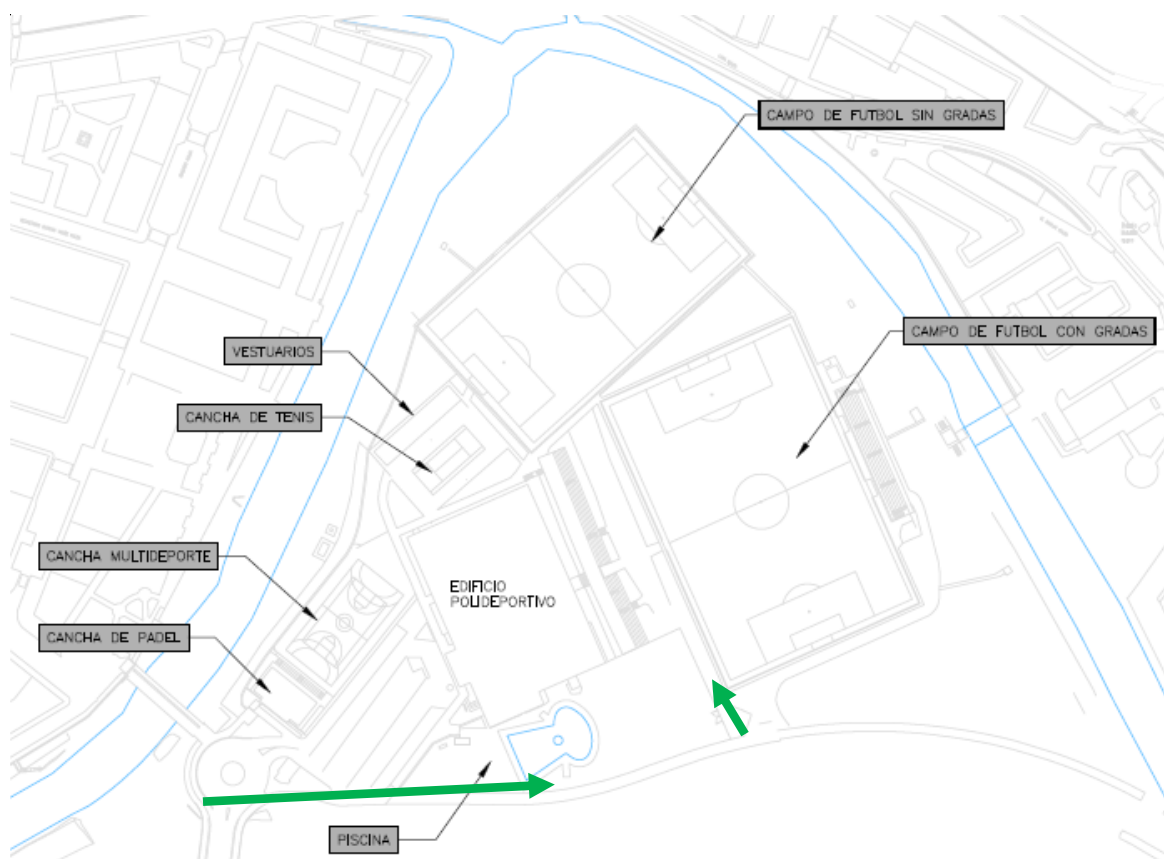 CAMPO DE FUTBOL SIN GRADAS
CAMPO DE FUTBOL CON GRADAS
VESTUARIOS
CANCHA DE TENIS
CANCHA MULTIDEPORTE
EDIFICIO
POLIDEPORTIVO
CANCHA DE PADEL
PISCINA